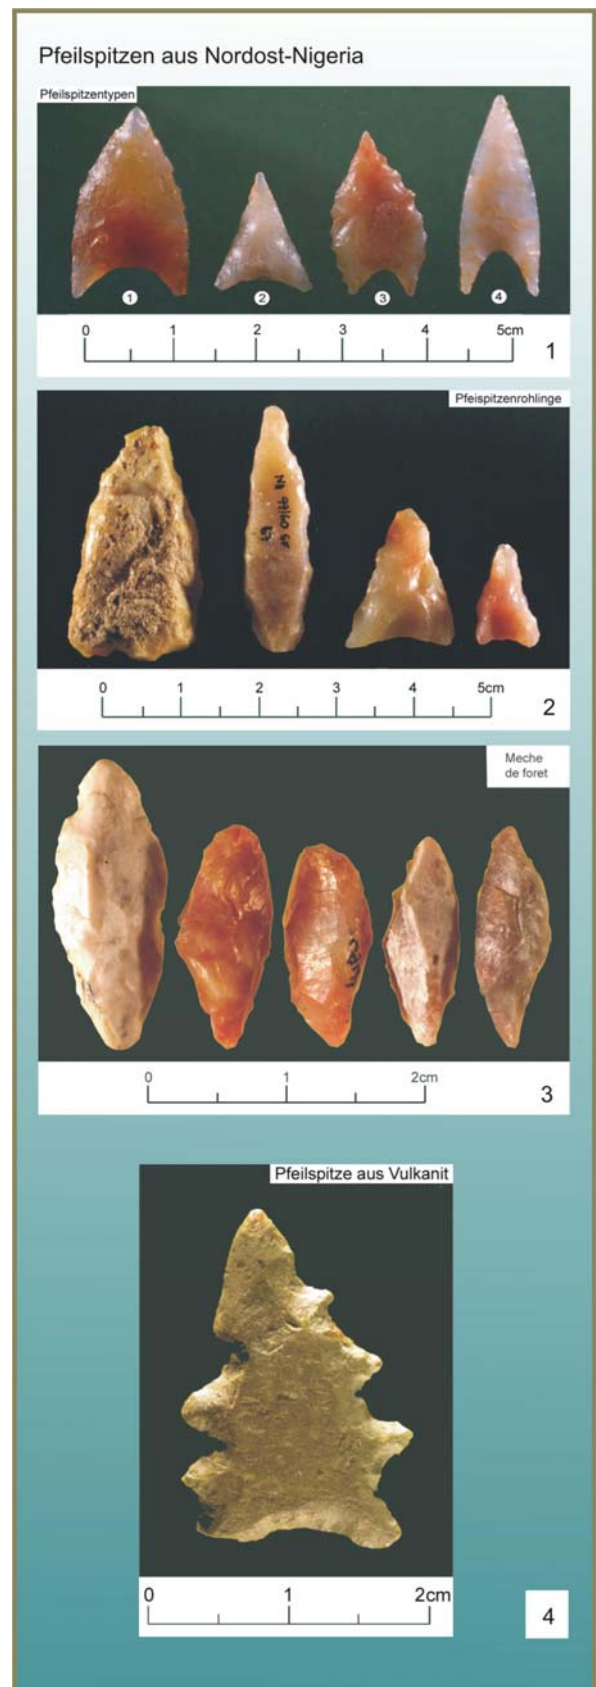 Pfeilspitzen aus Nordost-Nigeria
Pfeilspitzentypen
1 2 3 4
0 1 2 3 4 5cm
1
Pfeispitzenrohlinge
0 1 2 3 4 5cm
2
Meche
de foret
0 1 2cm
3
Pfeilspitze aus Vulkanit
0 1 2cm
4